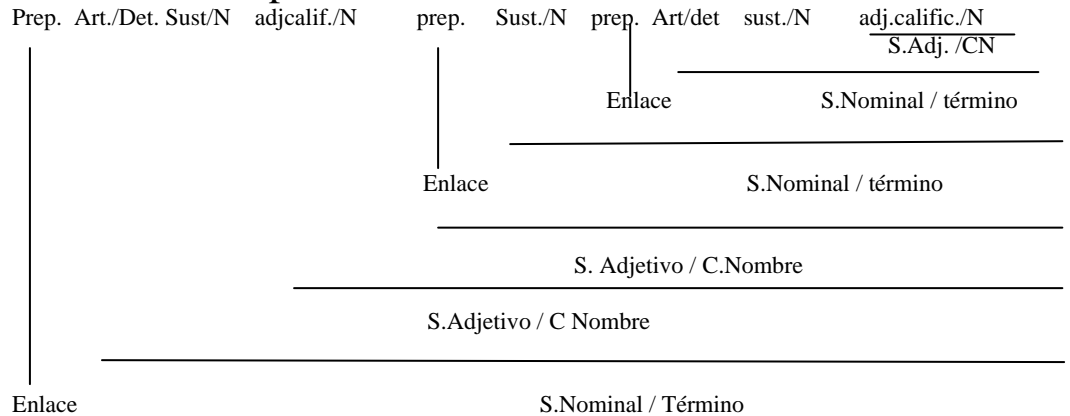 Prep. Art./Det. Sust/N adjcalif./N prep. Sust./N prep. Art/det sust./N adj.calific./N
S.Adj. /CN
Enlace S.Nominal / término
Enlace S.Nominal / término
S. Adjetivo / C.Nombre
S.Adjetivo / C Nombre
Enlace S.Nominal / Término